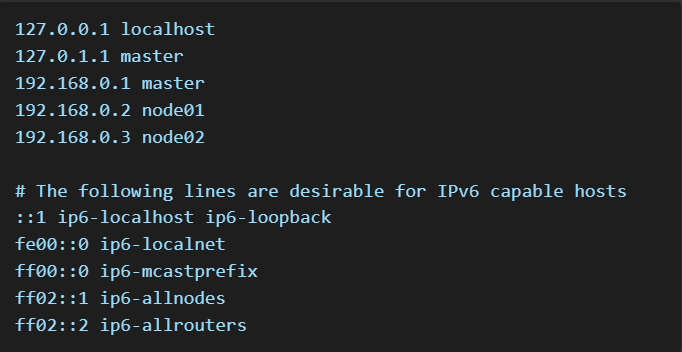 127.0.0.1 localhost
127.0.1.1 master
192.168.0.1 master
192.168.0.2 node01
192.168.0.3 node02
# The following lines are desirable for IPv6 capable hosts
::1 ip6-localhost ip6-loopback
fe00::0 ip6-localnet
ff00::0 ip6-mcastprefix
ff02::1 ip6-allnodes
ff02::2 ip6-allrouters